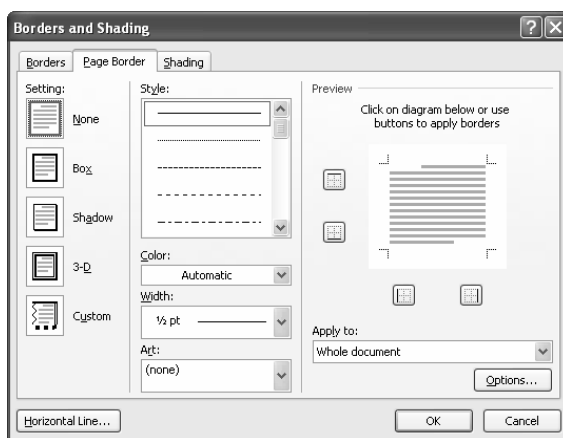 Borders and Shading
Borders Page Border Shading
Setting:
None
Box
Shadow
3-D
Custom
Style:
Color:
Automatic
Width:
½ pt
Art:
(none)
Preview
Click on diagram below or use
buttons to apply borders
Apply to:
Whole document
Options...
Horizontal Line...
OK
Cancel